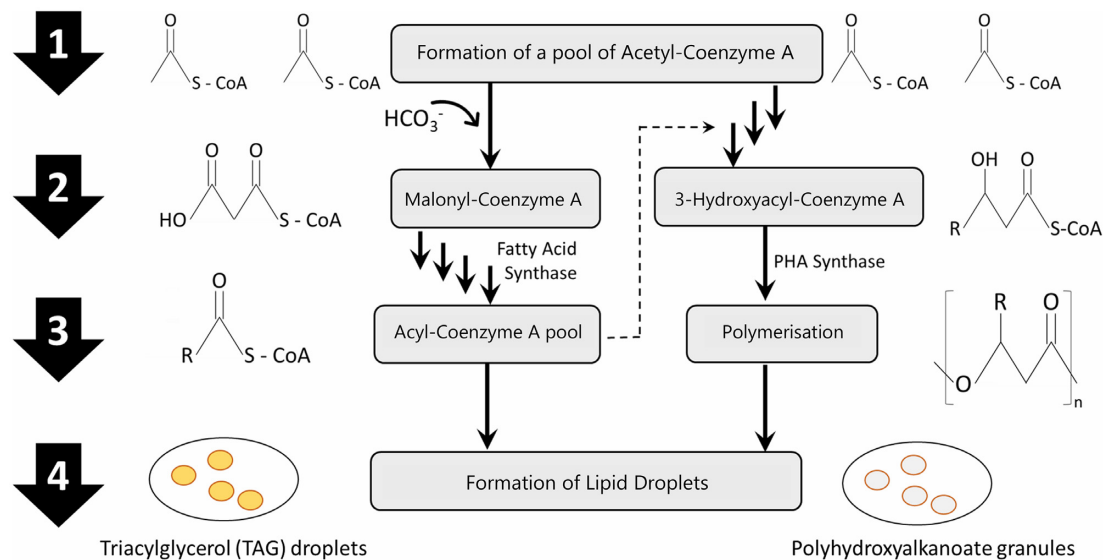 1
O
S - CoA
O
S - CoA
Formation of a pool of Acetyl-Coenzyme A
O
S - CoA
O
S - CoA
HCO3-
2
O
O
HO
S - CoA
Malonyl-Coenzyme A
3-Hydroxyacyl-Coenzyme A
OH
O
R
S-CoA
Fatty Acid
Synthase
PHA Synthase
3
O
R
S - CoA
Acyl-Coenzyme A pool
Polymerisation
R
O
O
n
4
Formation of Lipid Droplets
Triacylglycerol (TAG) droplets
Polyhydroxyalkanoate granules